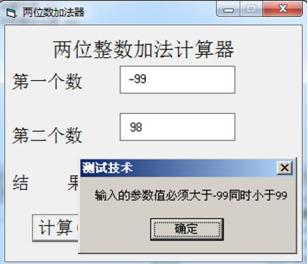 两位数加法器
两位整数加法计算器
第一个数 -99
第二个数 98
结 果
测试技术
输入的参数值必须大于-99同时小于99
确定
计算